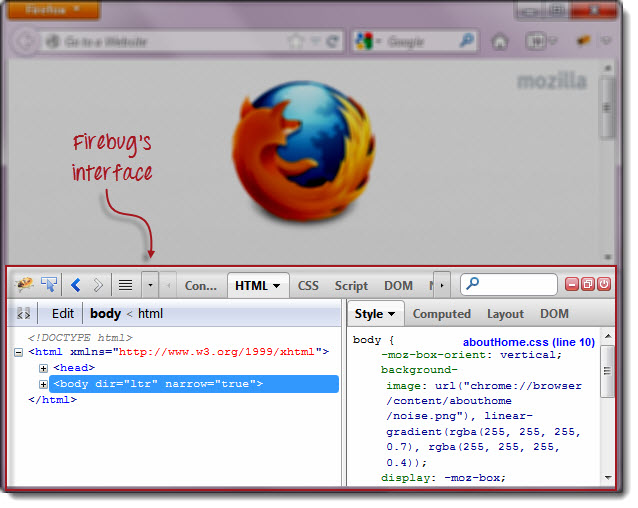 Firefox
Go to a Website
Google
mozilla
Firebug's
interface
Con... HTML CSS Script DOM
Edit body < html
Style Computed Layout DOM
<!DOCTYPE html>
<html xmlns="http://www.w3.org/1999/xhtml">
<head>
<body dir="ltr" narrow="true">
</html>
body { aboutHome.css (line 10)
-moz-box-orient: vertical;
background-
image: url("chrome://browser
/content/abouthome
/noise.png"), linear-
gradient(rgba(255, 255, 255,
0.7), rgba(255, 255, 255,
0.4));
display: -moz-box;